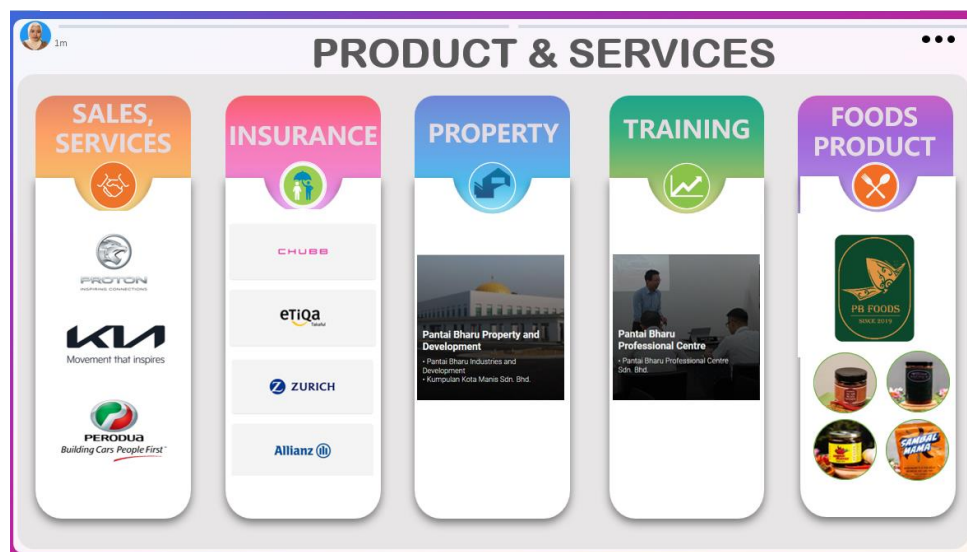 1m
PRODUCT & SERVICES
SALES,
SERVICES
PROTON
INSPIRING CONNECTIONS
KIA
Movement that inspires
PERODUA
Building Cars People First
INSURANCE
CHUBB
eTiQa
Takaful
ZURICH
Allianz
PROPERTY
Pantai Bharu Property and
Development
• Pantai Bharu Industries and
Development
• Kumpulan Kota Manis Sdn. Bhd.
TRAINING
Pantai Bharu
Professional Centre
• Pantai Bharu Professional Centre
Sdn. Bhd.
FOODS
PRODUCT
PB FOODS
SINCE 2019
SAMBAL
MAMA